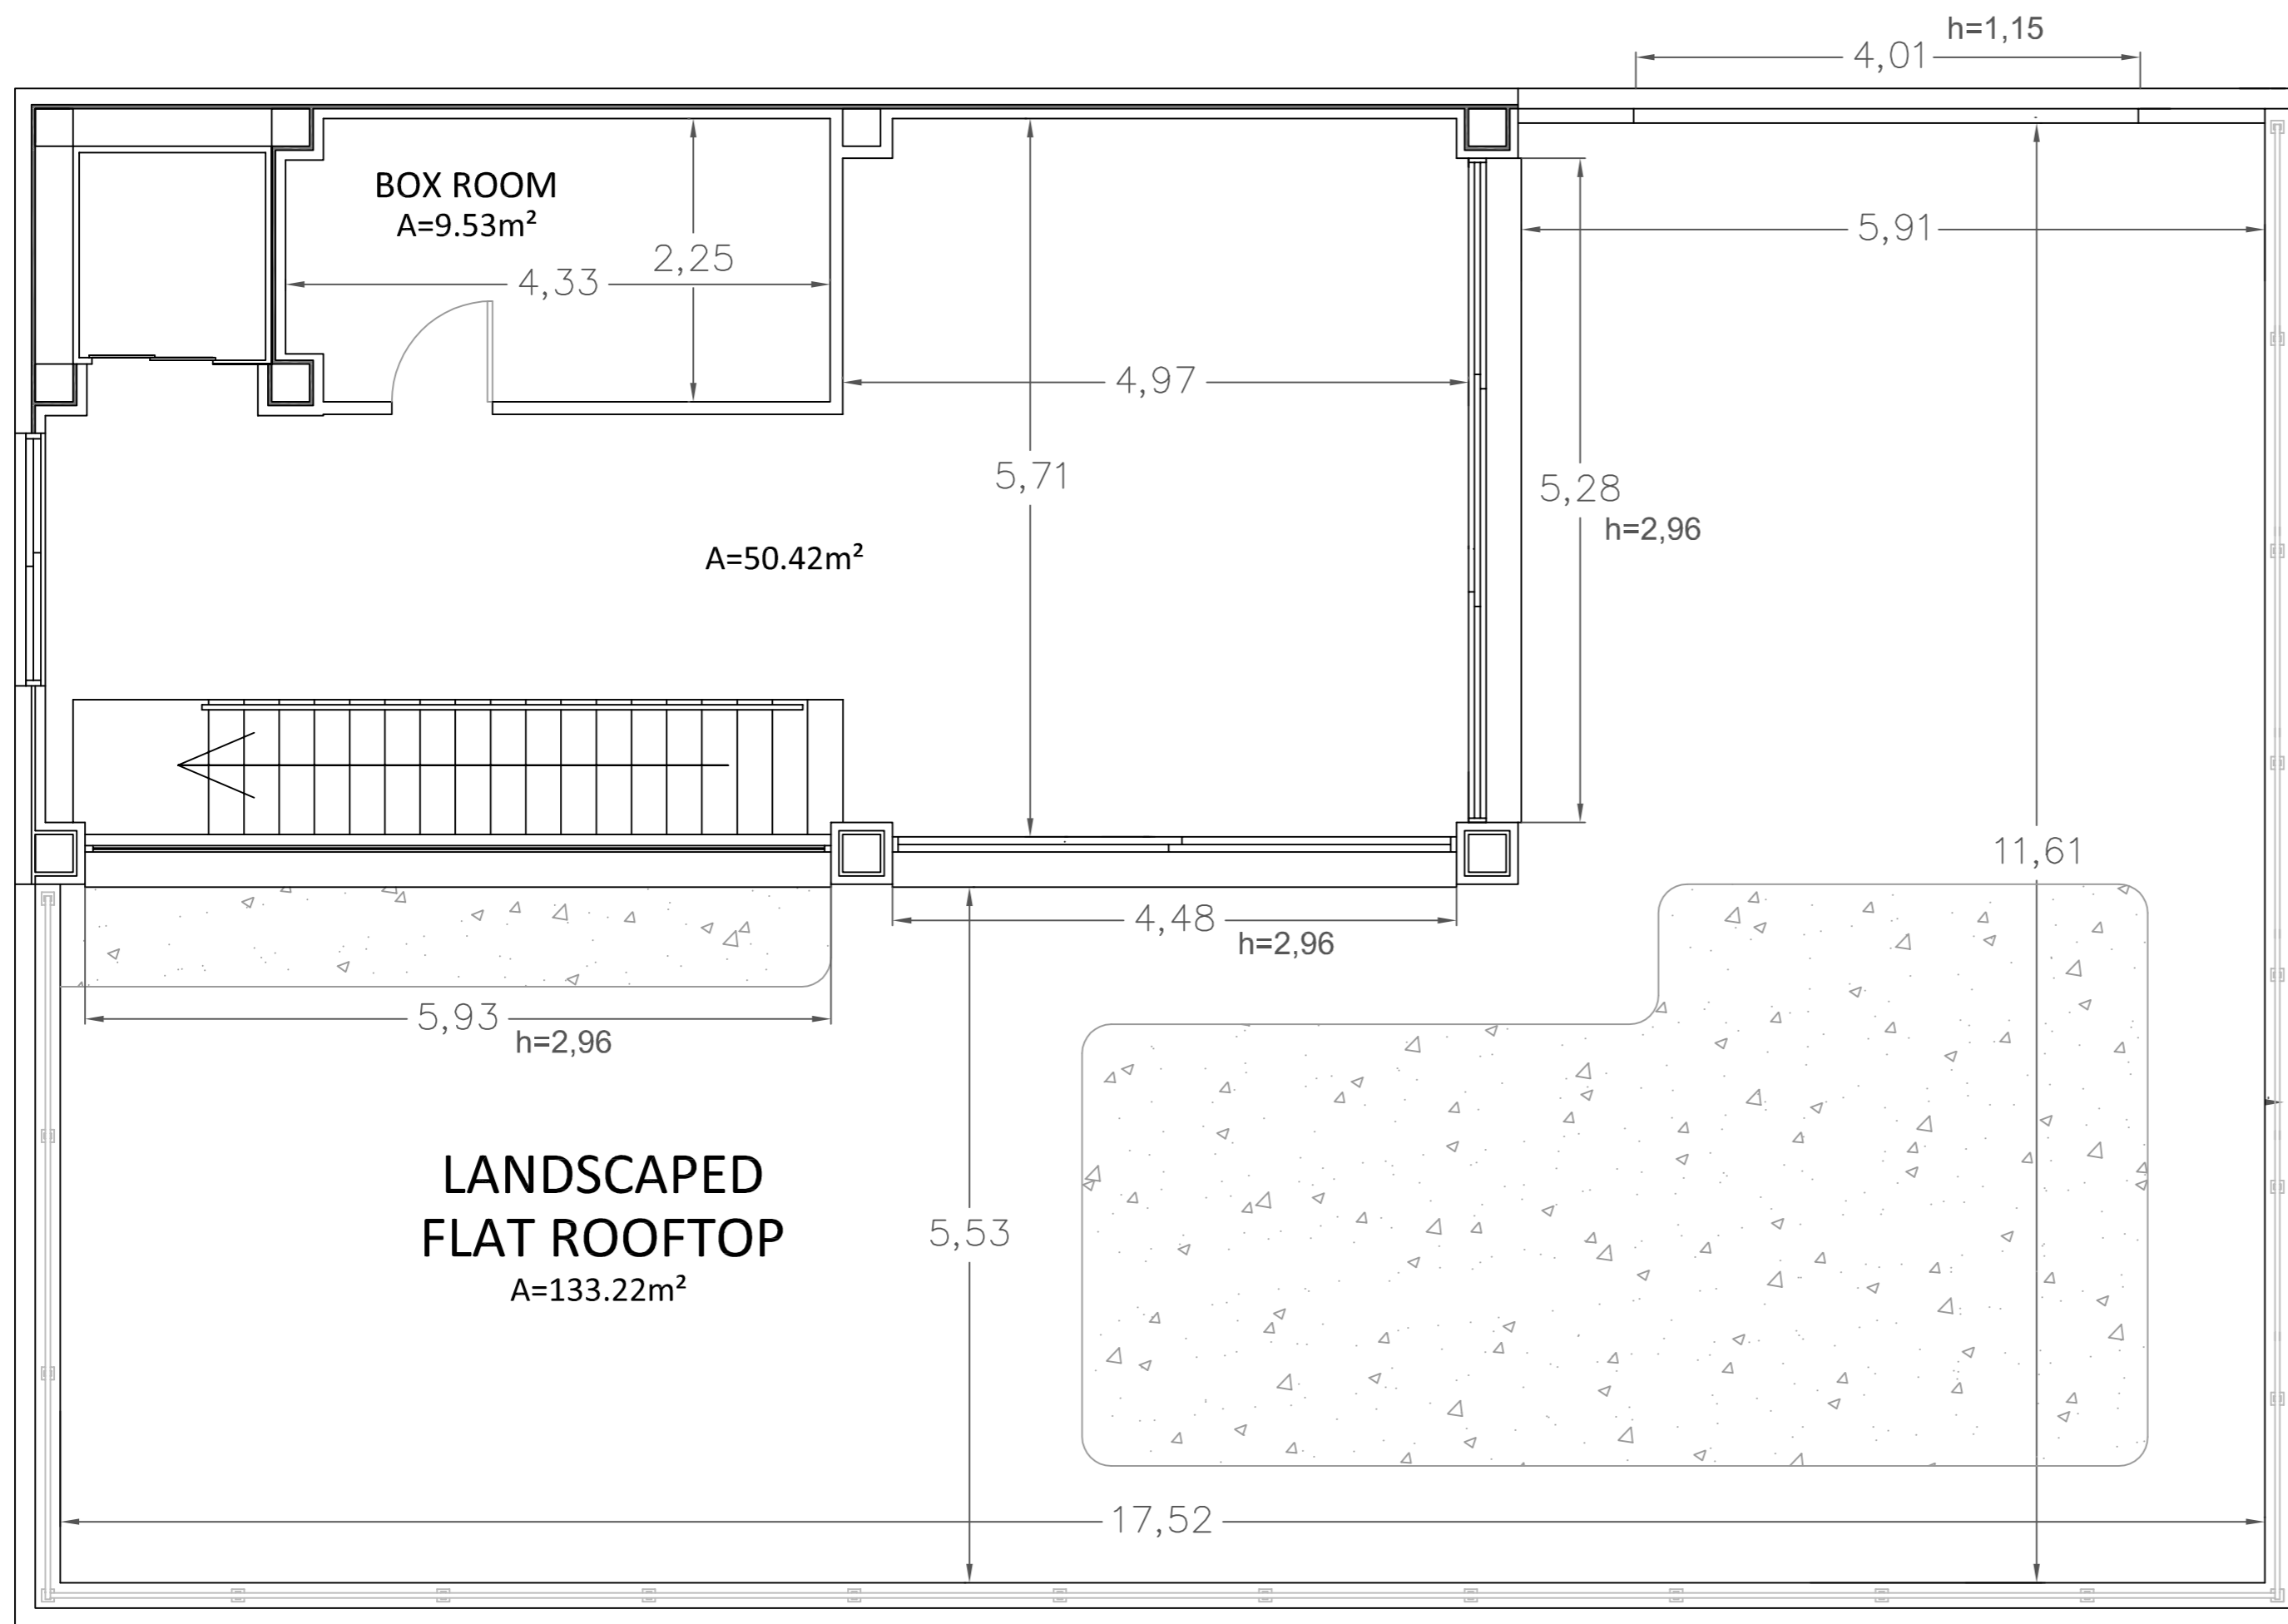 h=1,15
4,01
BOX ROOM
A=9.53m²
2,25
4,33
5,91
4,97
5,71
5,28
h=2,96
A=50.42m²
11,61
4,48
h=2,96
5,93
h=2,96
LANDSCAPED
FLAT ROOFTOP
A=133.22m²
5,53
17,52